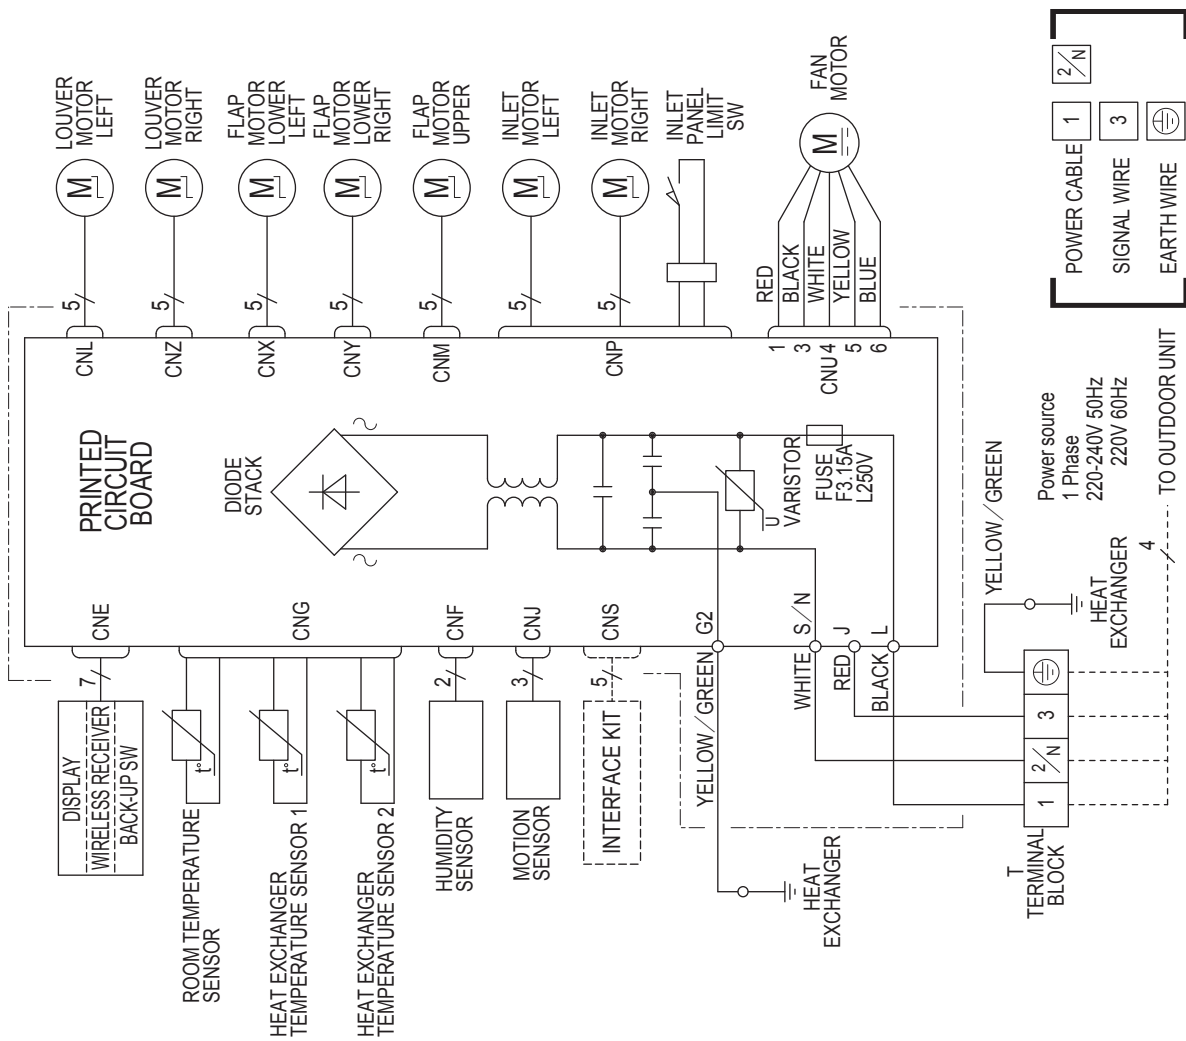 DISPLAY
WIRELESS RECEIVER
BACK-UP SW
7
CNE
ROOM TEMPERATURE
SENSOR
t°
HEAT EXCHANGER
TEMPERATURE SENSOR 1
t°
HEAT EXCHANGER
TEMPERATURE SENSOR 2
t°
CNG
HUMIDITY
SENSOR
2
CNF
MOTION
SENSOR
3
CNJ
INTERFACE KIT
5
CNS
YELLOW/GREEN
G2
HEAT
EXCHANGER
WHITE
S/N
RED
J
BLACK
L
PRINTED
CIRCUIT
BOARD
DIODE
STACK
U
VARISTOR
FUSE
F3.15A
L250V
CNL
5
M
LOUVER
MOTOR
LEFT
CNZ
5
M
LOUVER
MOTOR
RIGHT
CNX
5
M
FLAP
MOTOR
LOWER
LEFT
CNY
5
M
FLAP
MOTOR
LOWER
RIGHT
CNM
5
M
FLAP
MOTOR
UPPER
CNP
5
M
INLET
MOTOR
LEFT
5
M
INLET
MOTOR
RIGHT
INLET
PANEL
LIMIT
SW
CNU
1
3
4
5
6
RED
BLACK
WHITE
YELLOW
BLUE
M
FAN
MOTOR
T
TERMINAL
BLOCK
1
2/N
3
YELLOW/GREEN
HEAT
EXCHANGER
4
TO OUTDOOR UNIT
Power source
1 Phase
220-240V 50Hz
220V 60Hz
POWER CABLE 1 2/N
SIGNAL WIRE 3
EARTH WIRE